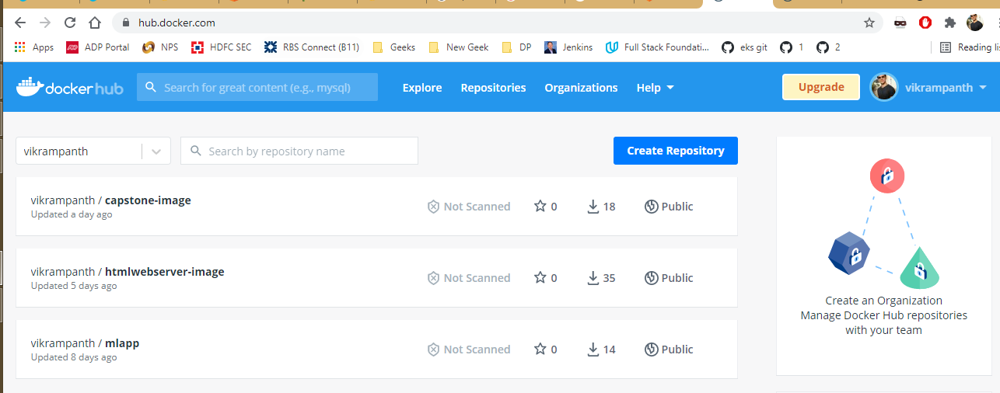 hub.docker.com
Apps ADP Portal NPS HDFC SEC RBS Connect (B11) Geeks New Geek DP Jenkins Full Stack Foundati... eks git 1 2 Reading
dockerhub Search for great content (e.g., mysql) Explore Repositories Organizations Help Upgrade vikrampanth
vikrampanth Search by repository name Create Repository
vikrampanth / capstone-image
Updated a day ago
Not Scanned 0 18 Public
vikrampanth / htmlwebserver-image
Updated 5 days ago
Not Scanned 0 35 Public
vikrampanth / mlapp
Updated 8 days ago
Not Scanned 0 14 Public
Create an Organization
Manage Docker Hub repositories
with your team